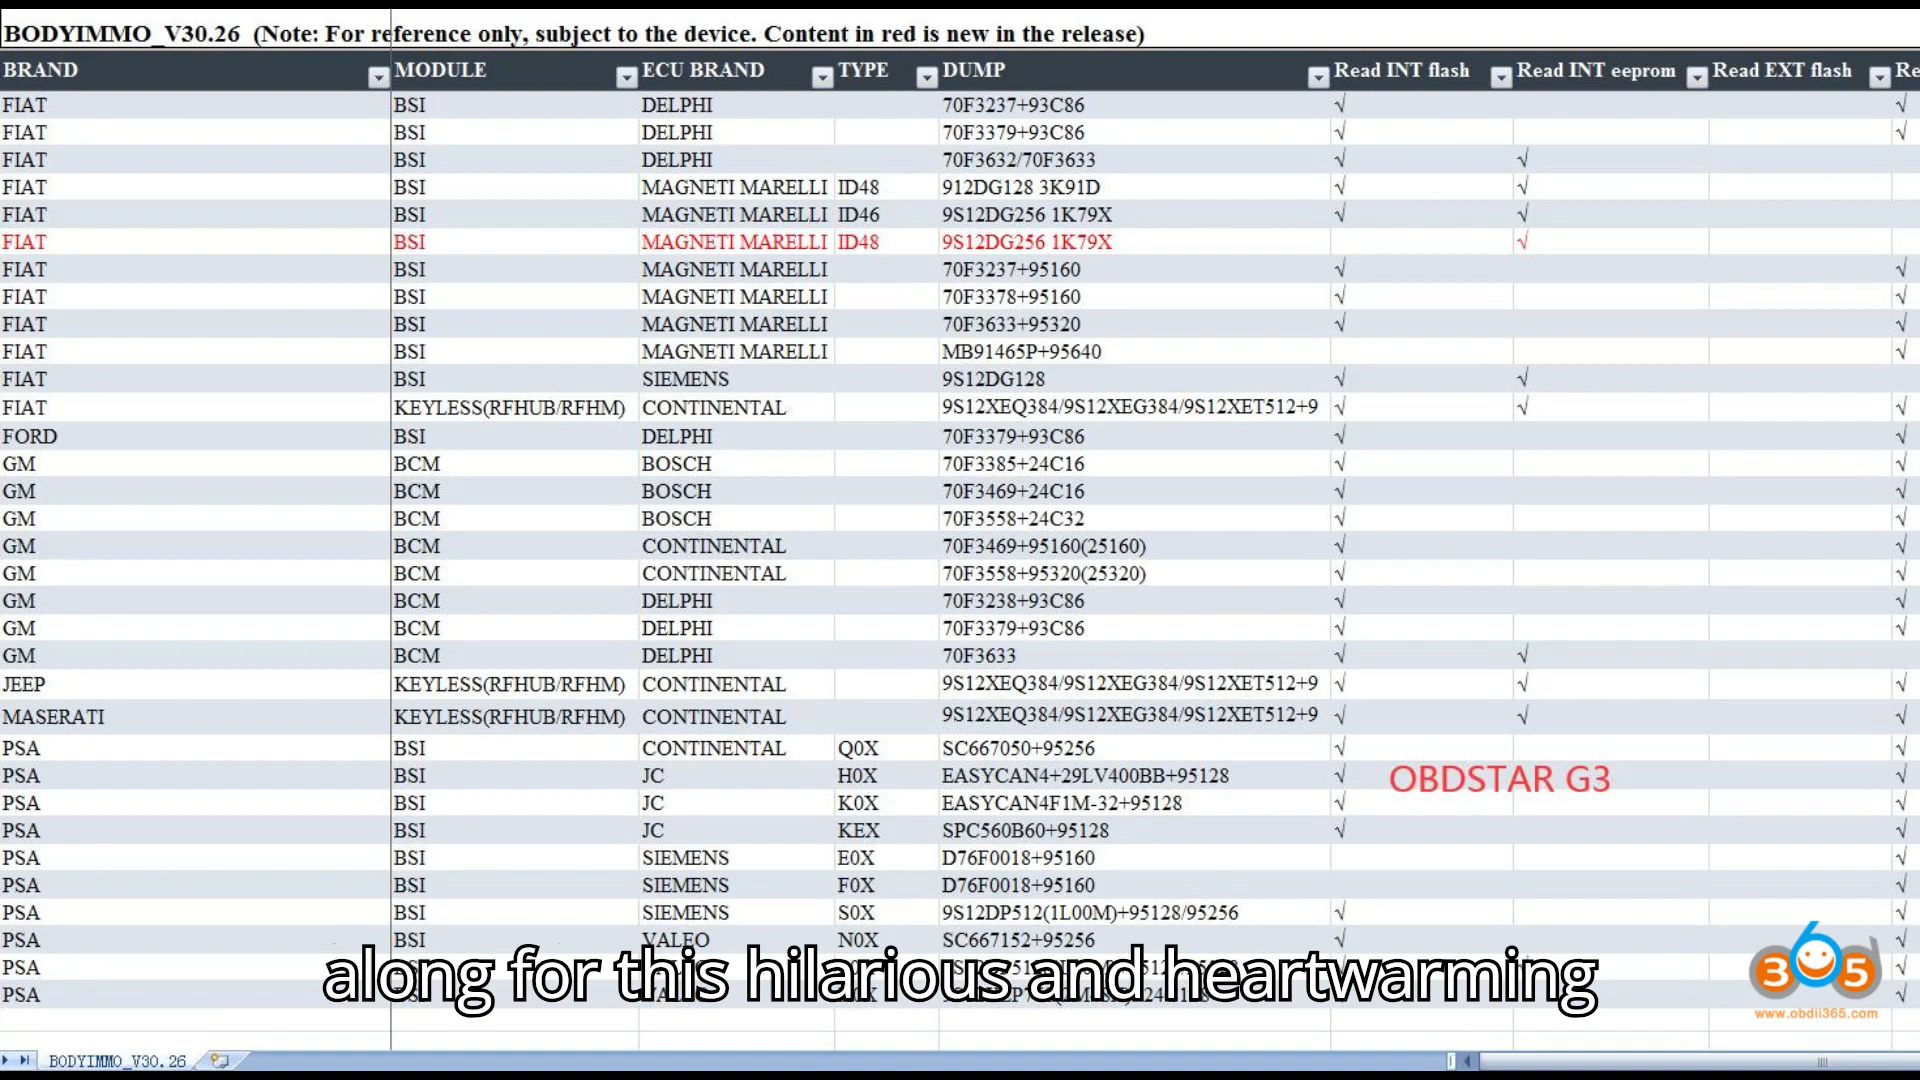 BODYIMMO_V30.26 (Note: For reference only, subject to the device. Content in red is new in the release)
BRAND MODULE ECU BRAND TYPE DUMP Read INT flash Read INT eeprom Read EXT flash Re
FIAT BSI DELPHI 70F3237+93C86 √ √
FIAT BSI DELPHI 70F3379+93C86 √ √
FIAT BSI DELPHI 70F3632/70F3633 √ √
FIAT BSI MAGNETI MARELLI ID48 912DG128 3K91D √ √
FIAT BSI MAGNETI MARELLI ID46 9S12DG256 1K79X √ √
FIAT BSI MAGNETI MARELLI ID48 9S12DG256 1K79X √
FIAT BSI MAGNETI MARELLI 70F3237+95160 √ √
FIAT BSI MAGNETI MARELLI 70F3378+95160 √ √
FIAT BSI MAGNETI MARELLI 70F3633+95320 √ √
FIAT BSI MAGNETI MARELLI MB91465P+95640 √
FIAT BSI SIEMENS 9S12DG128 √ √
FIAT KEYLESS(RFHUB/RFHM) CONTINENTAL 9S12XEQ384/9S12XEG384/9S12XET512+9 √ √ √
FORD BSI DELPHI 70F3379+93C86 √ √
GM BCM BOSCH 70F3385+24C16 √ √
GM BCM BOSCH 70F3469+24C16 √ √
GM BCM BOSCH 70F3558+24C32 √ √
GM BCM CONTINENTAL 70F3469+95160(25160) √ √
GM BCM CONTINENTAL 70F3558+95320(25320) √ √
GM BCM DELPHI 70F3238+93C86 √ √
GM BCM DELPHI 70F3379+93C86 √ √
GM BCM DELPHI 70F3633 √ √
JEEP KEYLESS(RFHUB/RFHM) CONTINENTAL 9S12XEQ384/9S12XEG384/9S12XET512+9 √ √ √
MASERATI KEYLESS(RFHUB/RFHM) CONTINENTAL 9S12XEQ384/9S12XEG384/9S12XET512+9 √ √ √
PSA BSI CONTINENTAL Q0X SC667050+95256 √ √
PSA BSI JC H0X EASYCAN4+29LV400BB+95128 √ OBDSTAR G3 √
PSA BSI JC K0X EASYCAN4F1M-32+95128 √ √
PSA BSI JC KEX SPC560B60+95128 √ √
PSA BSI SIEMENS E0X D76F0018+95160 √
PSA BSI SIEMENS F0X D76F0018+95160 √
PSA BSI SIEMENS S0X 9S12DP512(1L00M)+95128/95256 √ √
PSA BSI VALEO N0X SC667152+95256 √ √
PSA √
PSA √
along for this hilarious and heartwarming
365
www.obdii365.com
BODYIMMO_V30.26